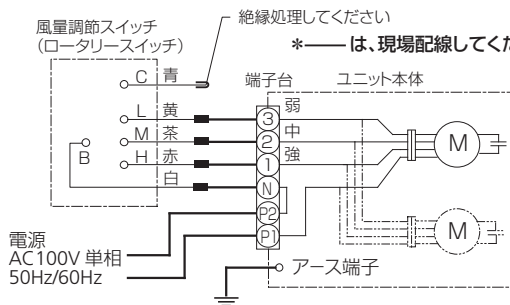 風量調節スイッチ
(ロータリースイッチ)
絶縁処理してください
*―― は、現場配線してくだ
C 青
端子台
ユニット本体
L 黄
3
弱
M 茶
2
中
H 赤
1
強
B
白
N
P2
P1
M
M
電源
AC100V 単相
50Hz/60Hz
アース端子